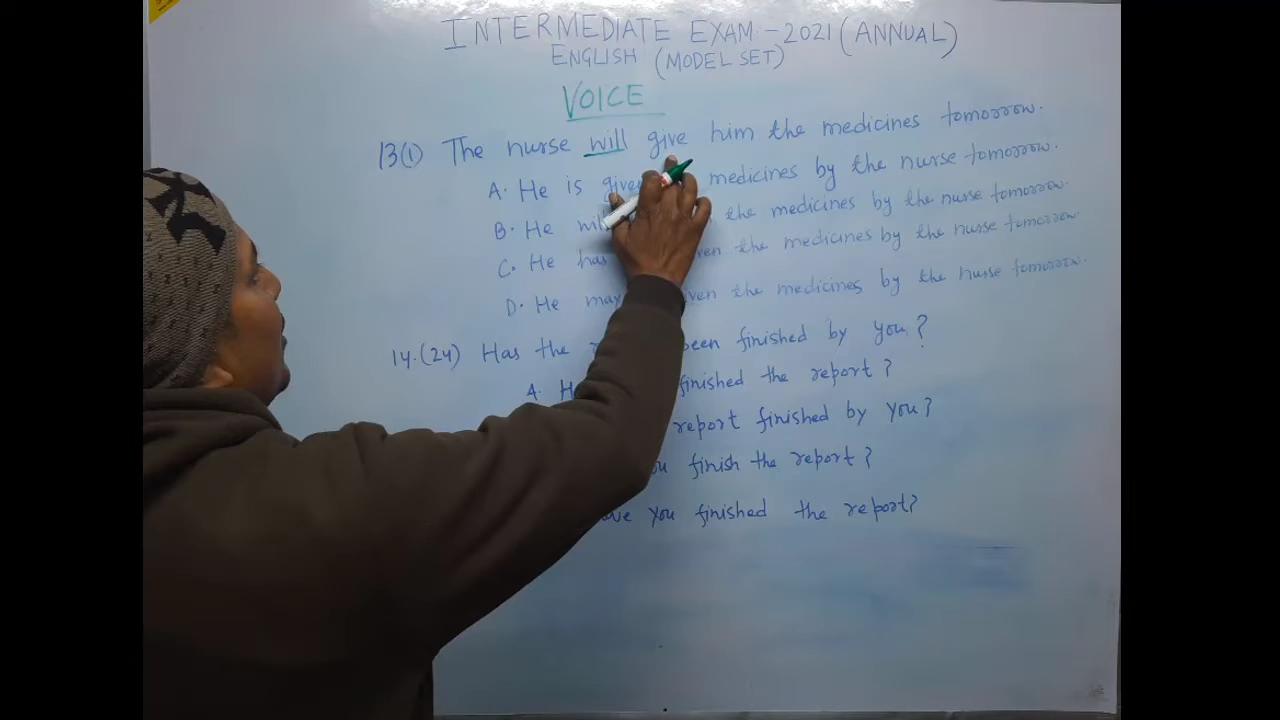 INTERMEDIATE EXAM - 2021 (ANNUAL)
ENGLISH (MODEL SET)
VOICE
13(1) The nurse will give him the medicines tomorrow.
A. He is given medicines by the nurse tomorrow.
B. He the medicines by the nurse tomorrow.
C. He has the medicines by the nurse tomorrow
D. He may the medicines by the nurse tomorrow.
14.(24) Has the been finished by you?
A. finished the report?
report finished by you?
finish the report?
you finished the report?